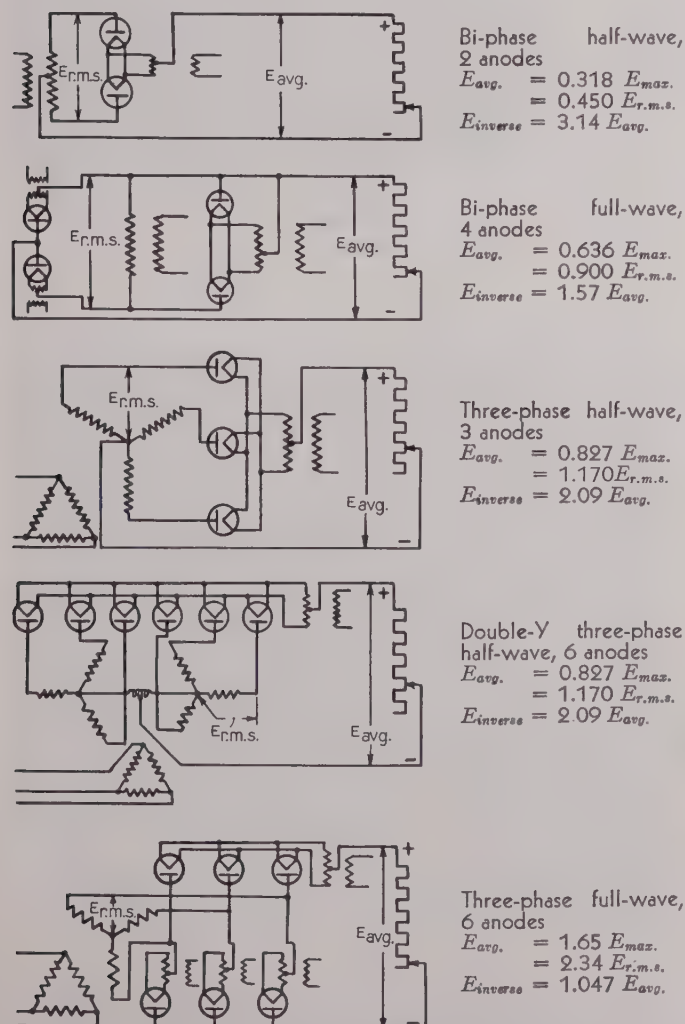 Er.m.s.
Eavg.
+
−
Bi-phase half-wave,
2 anodes
Eavg. = 0.318 Emax.
= 0.450 Er.m.s.
Einverse = 3.14 Eavg.
Er.m.s.
Eavg.
+
−
Bi-phase full-wave,
4 anodes
Eavg. = 0.636 Emax.
= 0.900 Er.m.s.
Einverse = 1.57 Eavg.
Er.m.s.
Eavg.
+
−
Three-phase half-wave,
3 anodes
Eavg. = 0.827 Emax.
= 1.170Er.m.s.
Einverse = 2.09 Eavg.
Er.m.s.
Eavg.
+
−
Double-Y three-phase
half-wave, 6 anodes
Eavg. = 0.827 Emax.
= 1.170 Er.m.s.
Einverse = 2.09 Eavg.
Er.m.s.
Eavg.
+
−
Three-phase full-wave,
6 anodes
Eavg. = 1.65 Emax.
= 2.34 Er.m.s.
Einverse = 1.047 Eavg.